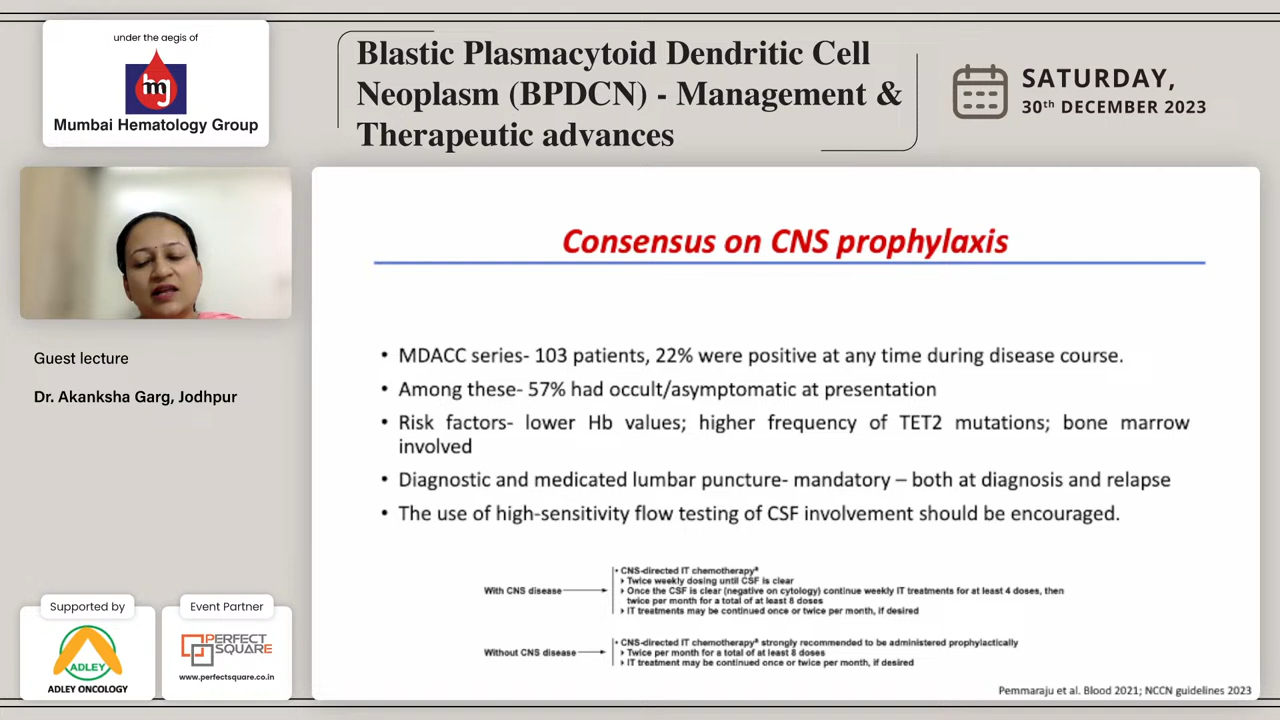 under the aegis of
hmg
Mumbai Hematology Group
Blastic Plasmacytoid Dendritic Cell
Neoplasm (BPDCN) - Management &
Therapeutic advances
SATURDAY,
30th DECEMBER 2023
Guest lecture
Dr. Akanksha Garg, Jodhpur
Consensus on CNS prophylaxis
• MDACC series- 103 patients, 22% were positive at any time during disease course.
• Among these- 57% had occult/asymptomatic at presentation
• Risk factors- lower Hb values; higher frequency of TET2 mutations; bone marrow
involved
• Diagnostic and medicated lumbar puncture- mandatory – both at diagnosis and relapse
• The use of high-sensitivity flow testing of CSF involvement should be encouraged.
With CNS disease
• CNS-directed IT chemotherapy*
› Twice weekly dosing until CSF is clear
› Once the CSF is clear (negative on cytology) continue weekly IT treatments for at least 4 doses, then
twice per month for a total of at least 8 doses
› IT treatments may be continued once or twice per month, if desired
Without CNS disease
• CNS-directed IT chemotherapy* strongly recommended to be administered prophylactically
› Twice per month for a total of at least 8 doses
› IT treatment may be continued once or twice per month, if desired
Pemmaraju et al. Blood 2021; NCCN guidelines 2023
Supported by
ADLEY
ADLEY ONCOLOGY
Event Partner
PERFECT
SQUARE
www.perfectsquare.co.in